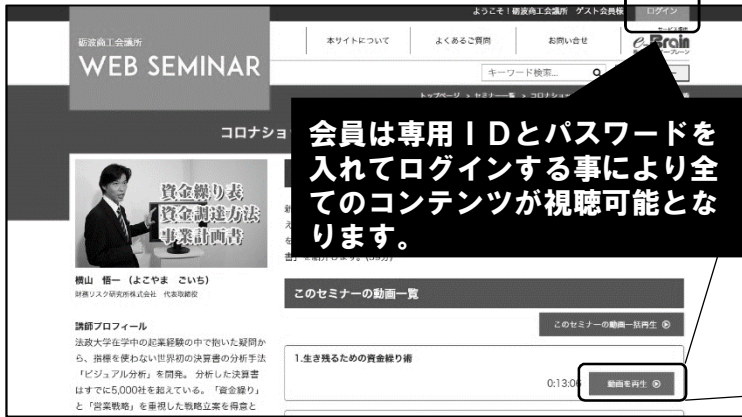 ようこそ！砺波商工会議所 ゲスト会員様
ログイン
砺波商工会議所
WEB SEMINAR
本サイトについて
よくあるご質問
お問い合せ
e-Brain
キーワード検索...
トップページ > セミナー一覧 >
コロナショ
会員は専用ＩＤとパスワードを
入れてログインする事により全
てのコンテンツが視聴可能とな
ります。
資金繰り表
資金調達方法
事業計画書
横山 悟一 (よこやま ごいち)
財務リスク研究所株式会社 代表取締役
このセミナーの動画一覧
このセミナーの動画一括再生
講師プロフィール
法政大学在学中の起業経験の中で抱いた疑問か
ら、指標を使わない世界初の決算書の分析手法
「ビジュアル分析」を開発。 分析した決算書
はすでに5,000社を超えている。「資金繰り」
と「営業戦略」を重視した戦略立案を得意と
1.生き残るための資金繰り術
0:13:06
動画を再生